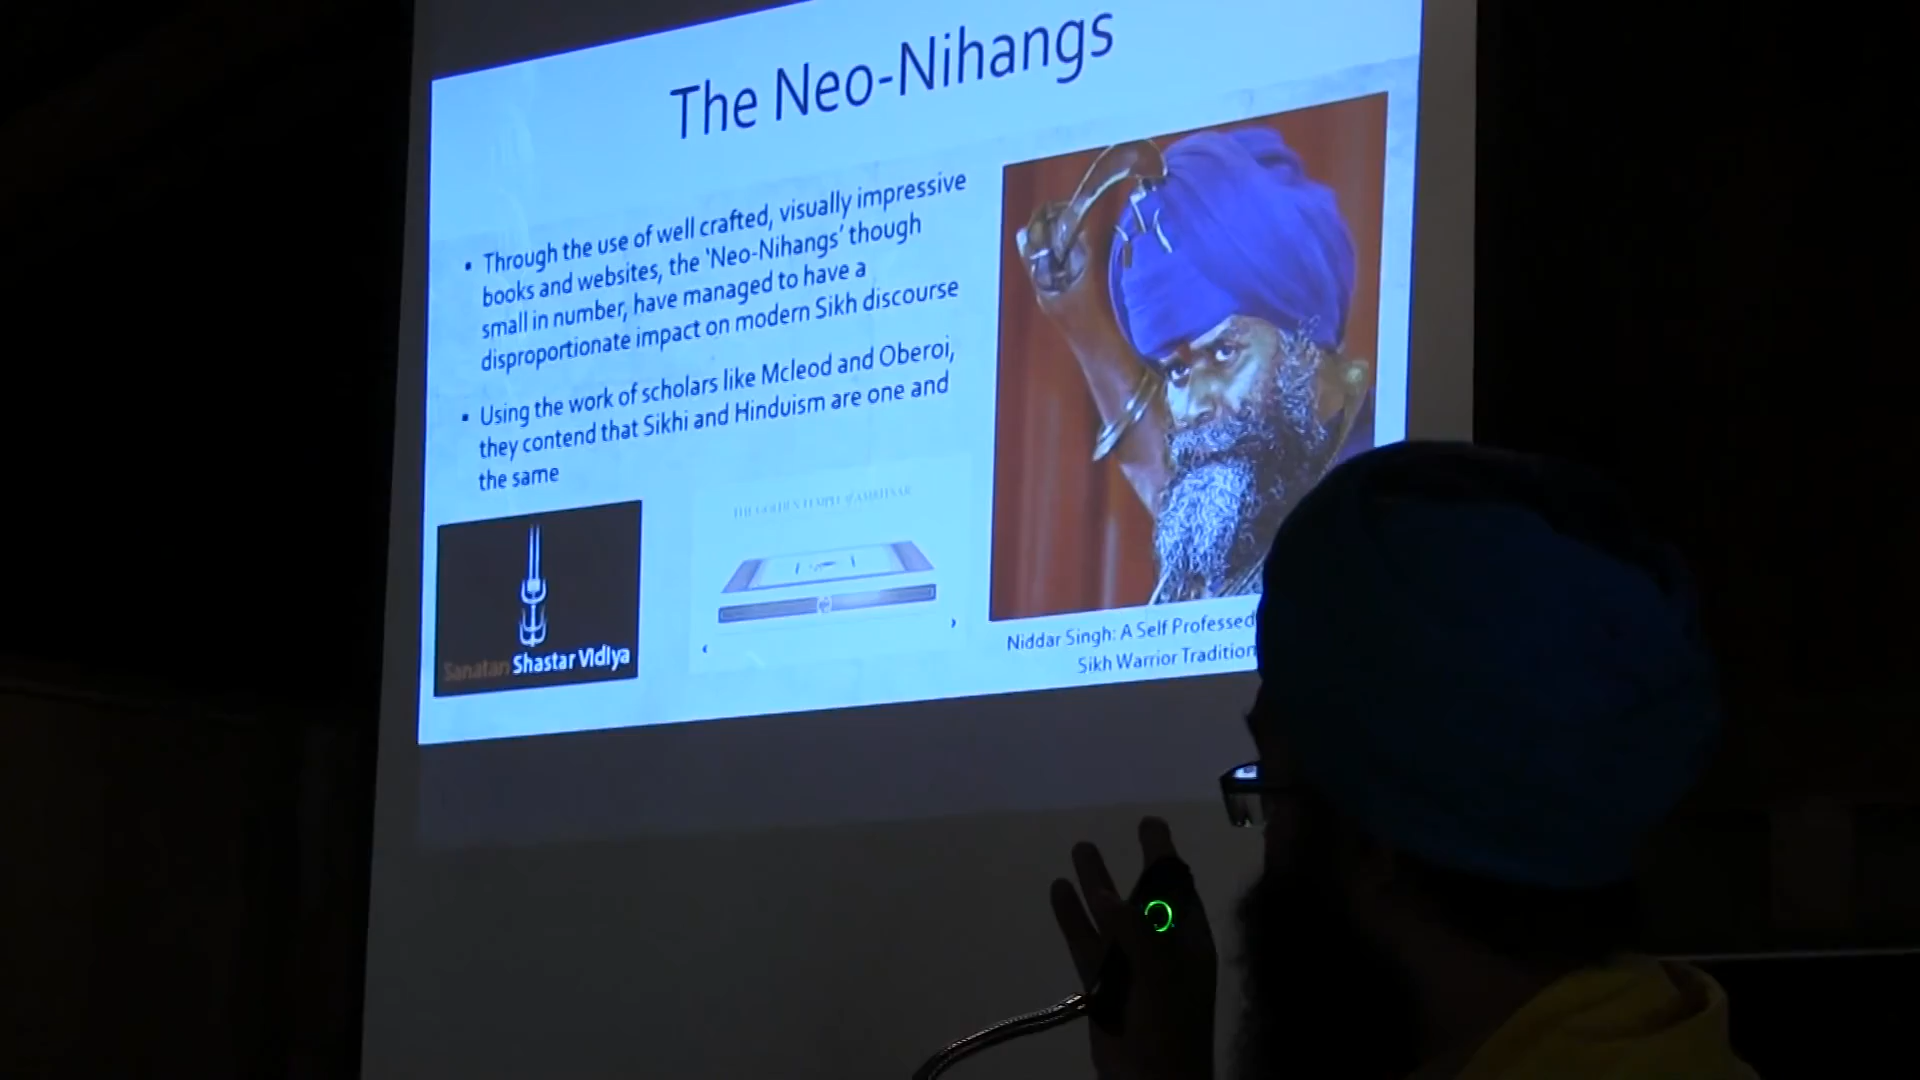 The Neo-Nihangs
▪ Through the use of well crafted, visually impressive
books and websites, the ‘Neo-Nihangs’ though
small in number, have managed to have a
disproportionate impact on modern Sikh discourse
▪ Using the work of scholars like Mcleod and Oberoi,
they contend that Sikhi and Hinduism are one and
the same
THE GOLDEN TEMPLE of AMRITSAR
Sanatan Shastar Vidiya
Niddar Singh: A Self Professed
Sikh Warrior Tradition